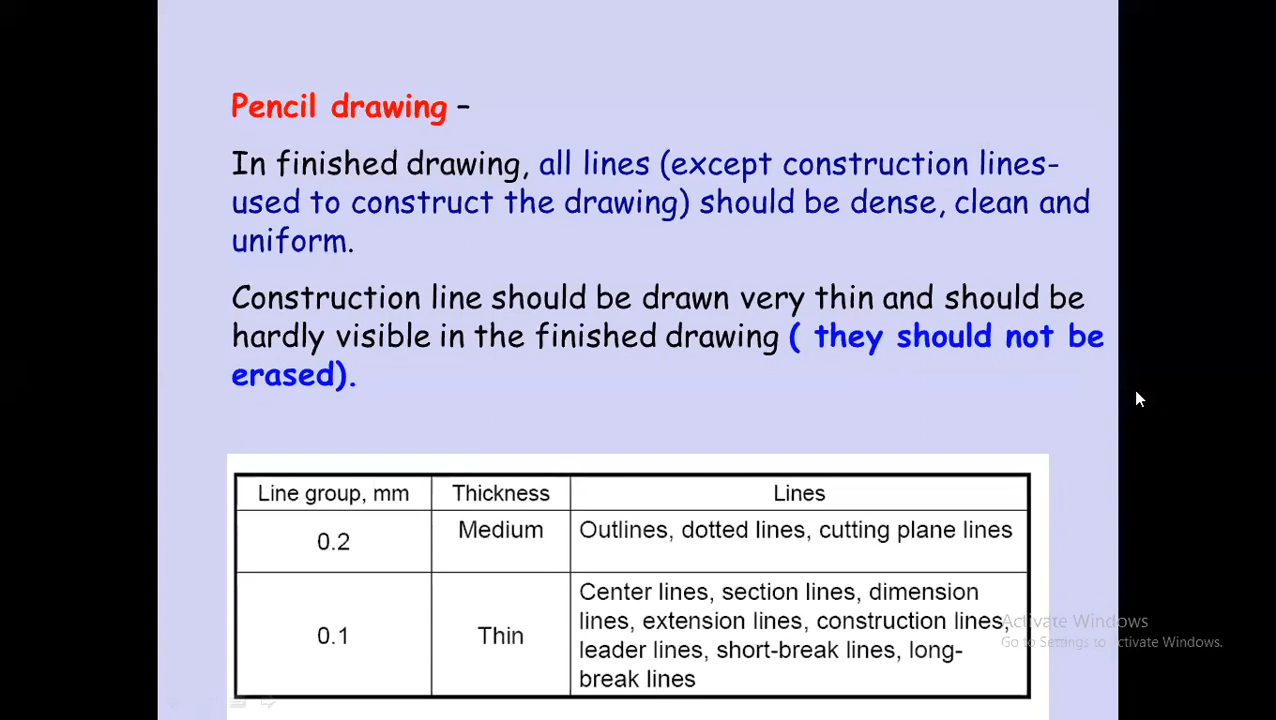 Pencil drawing –
In finished drawing, all lines (except construction lines-
used to construct the drawing) should be dense, clean and
uniform.
Construction line should be drawn very thin and should be
hardly visible in the finished drawing ( they should not be
erased).
Line group, mm Thickness Lines
0.2 Medium Outlines, dotted lines, cutting plane lines
0.1 Thin Center lines, section lines, dimension
lines, extension lines, construction lines,
leader lines, short-break lines, long-
break lines
Activate Windows
Go to Settings to activate Windows.